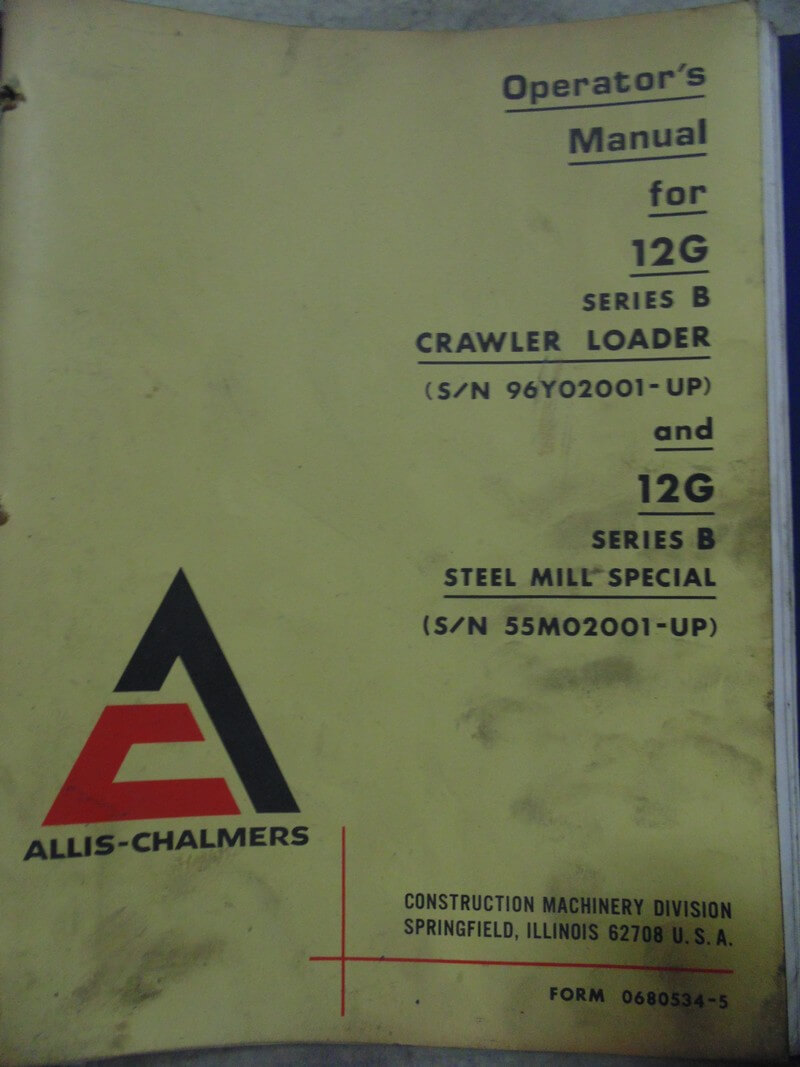 Operator's
Manual
for
12G
SERIES B
CRAWLER LOADER
(S/N 96Y02001-UP)
and
12G
SERIES B
STEEL MILL SPECIAL
(S/N 55M02001-UP)
ALLIS-CHALMERS
CONSTRUCTION MACHINERY DIVISION
SPRINGFIELD, ILLINOIS 62708 U. S. A.
FORM 0680534-5